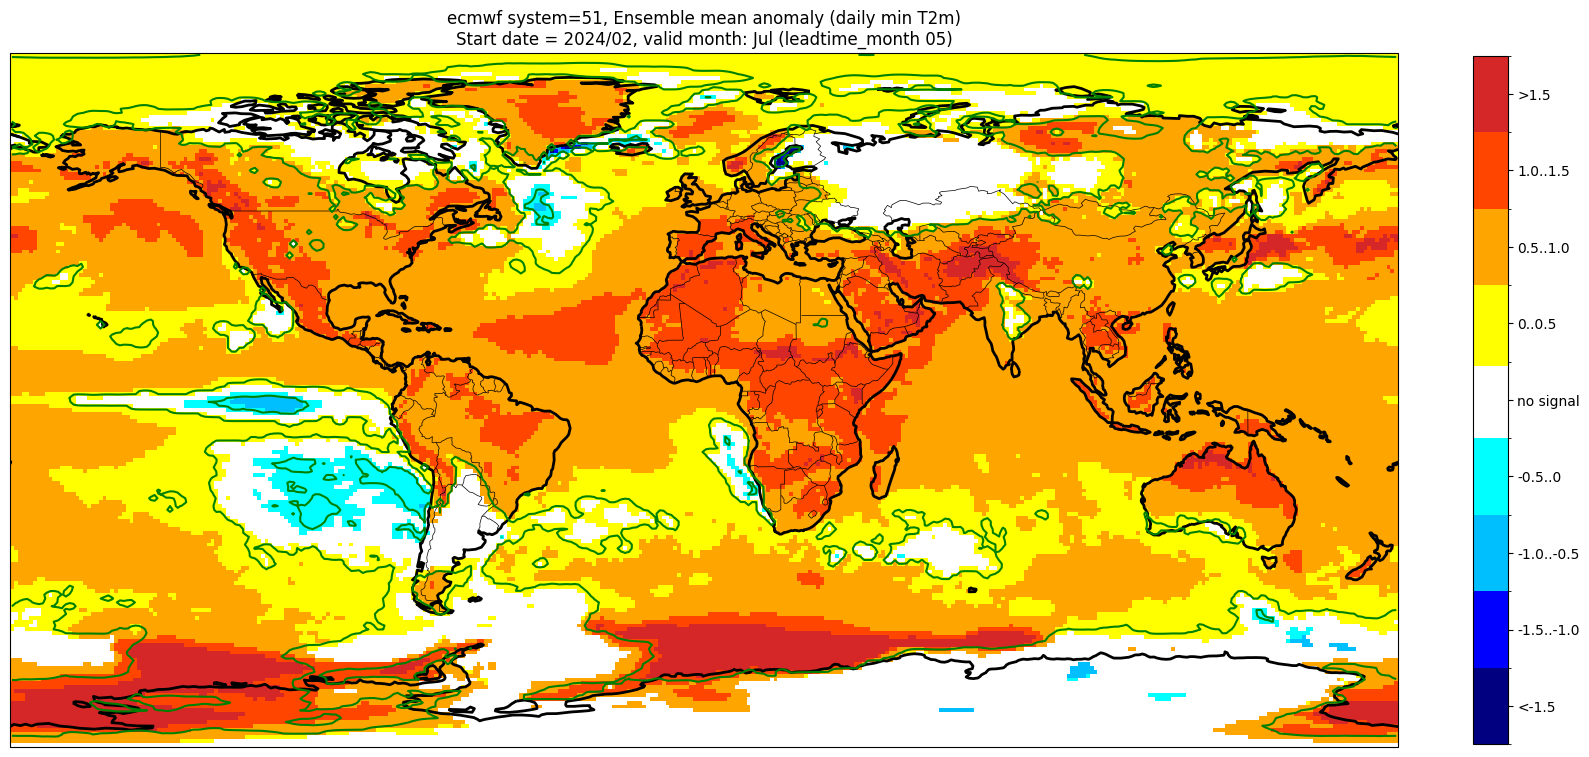 ecmwf system=51, Ensemble mean anomaly (daily min T2m)
Start date = 2024/02, valid month: Jul (leadtime_month 05)
>1.5
1.0..1.5
0.5..1.0
0..0.5
no signal
-0.5..0
-1.0..-0.5
-1.5..-1.0
<-1.5